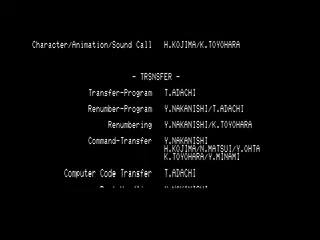 Character/Animation/Sound Call H.KOJIMA/K.TOYOHARA
- TRSNSFER -
Transfer-Program T.ADACHI
Renumber-Program Y.NAKANISHI/T.ADACHI
Renumbering Y.NAKANISHI/K.TOYOHARA
Command-Transfer Y.NAKANISHI
H.KOJIMA/N.MATSUI/Y.OHTA
K.TOYOHARA/Y.MINAMI
Computer Code Transfer T.ADACHI